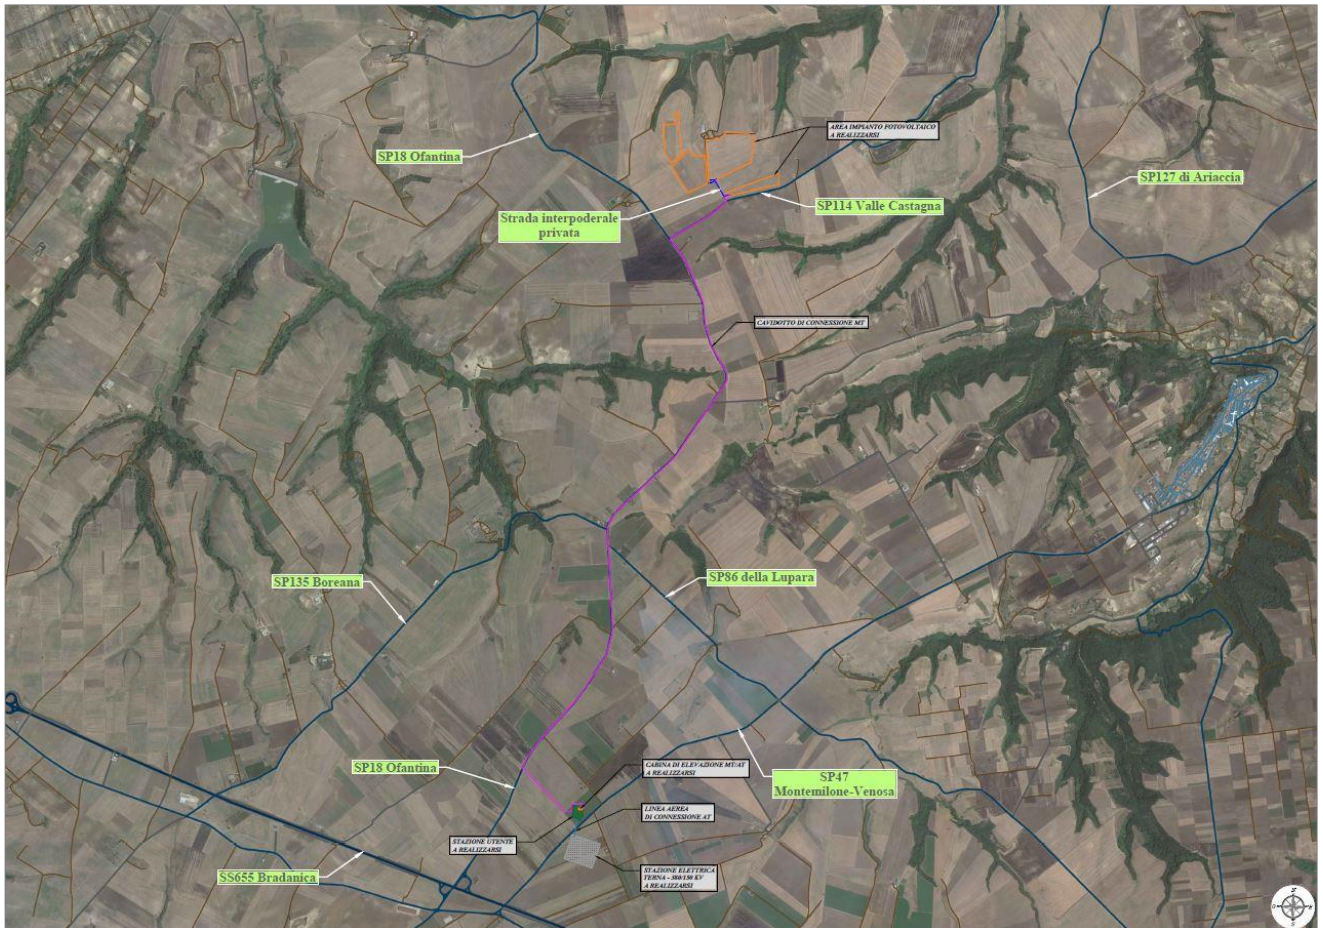 AREA IMPIANTO FOTOVOLTAICO
A REALIZZARSI
SP18 Ofantina
SP127 di Ariaccia
SP114 Valle Castagna
Strada interpoderale
privata
CAVIDOTTO DI CONNESSIONE MT
SP135 Boreana
SP86 della Lupara
SP18 Ofantina
CABINA DI ELEVAZIONE MT/AT
A REALIZZARSI
SP47
Montemilone-Venosa
LINEA AEREA
DI CONNESSIONE AT
STAZIONE UTENTE
A REALIZZARSI
STAZIONE ELETTRICA
TERNA - 380/150 KV
A REALIZZARSI
SS655 Bradanica